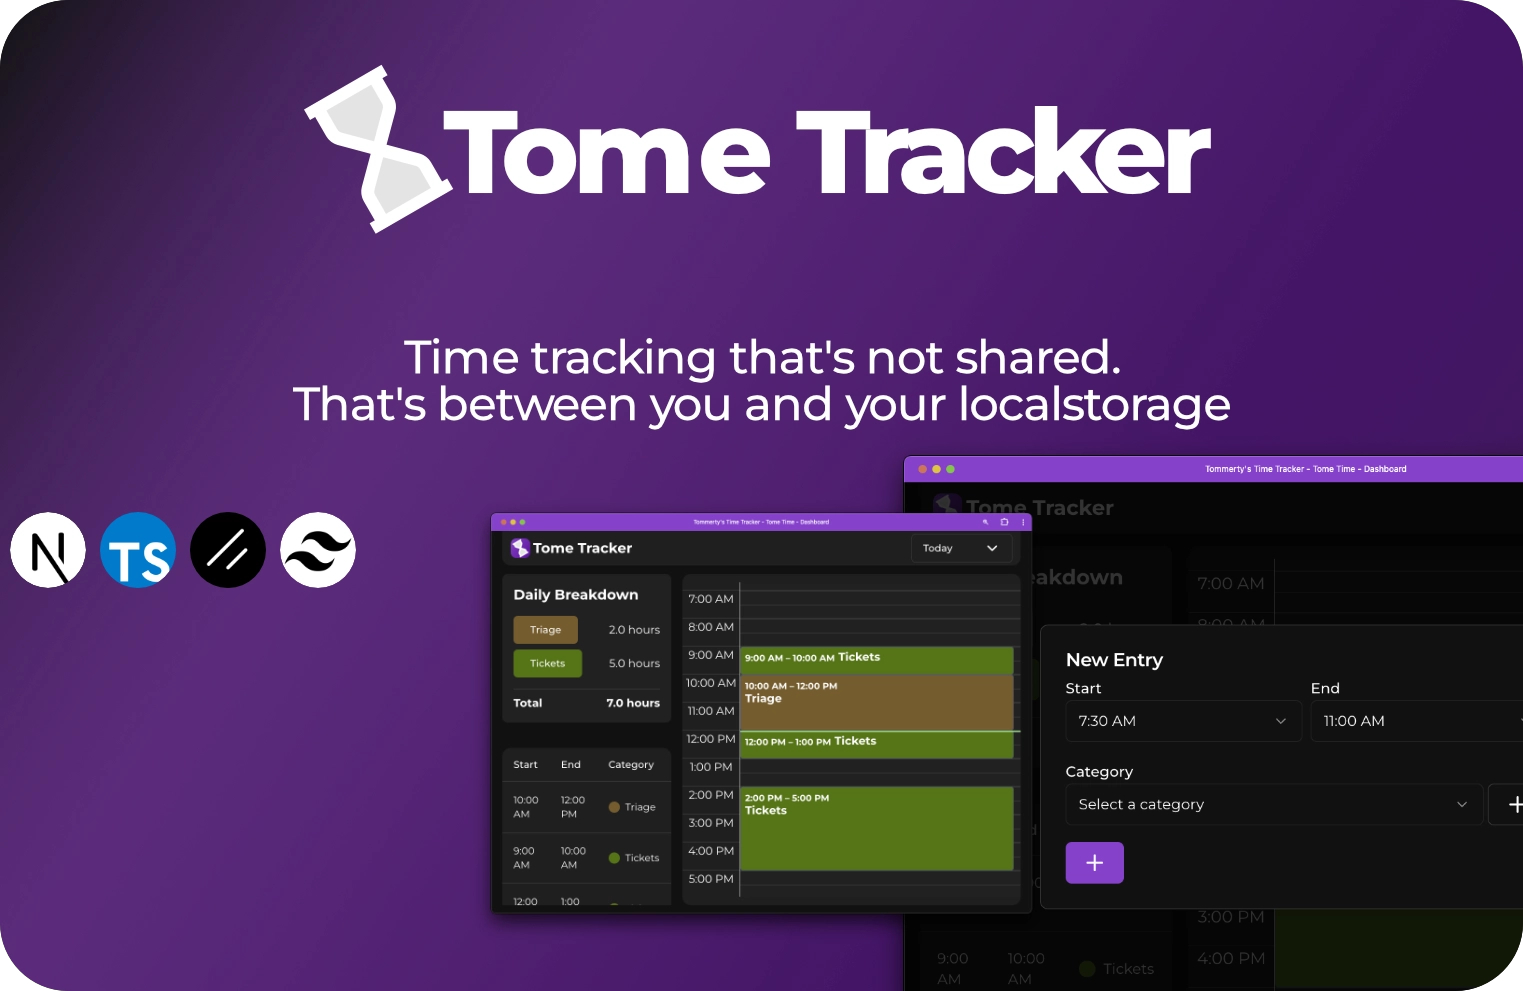 Tome Tracker
Time tracking that's not shared.
That's between you and your localstorage
N
TS
Tommerty's Time Tracker - Tome Time - Dashboard
Tome Tracker
Today
Daily Breakdown
Triage 2.0 hours
Tickets 5.0 hours
Total 7.0 hours
Start End Category
10:00 AM 12:00 PM Triage
9:00 AM 10:00 AM Tickets
12:00 1:00
7:00 AM
8:00 AM
9:00 AM
10:00 AM
11:00 AM
12:00 PM
1:00 PM
2:00 PM
3:00 PM
4:00 PM
5:00 PM
9:00 AM – 10:00 AM Tickets
10:00 AM – 12:00 PM
Triage
12:00 PM – 1:00 PM Tickets
2:00 PM – 5:00 PM
Tickets
Tommerty's Time Tracker - Tome Time - Dashboard
Tome Tracker
eakdown
7:00 AM
8:00 AM
New Entry
Start End
7:30 AM 11:00 AM
Category
Select a category
3:00 PM
4:00 PM
9:00 AM 10:00 AM Tickets